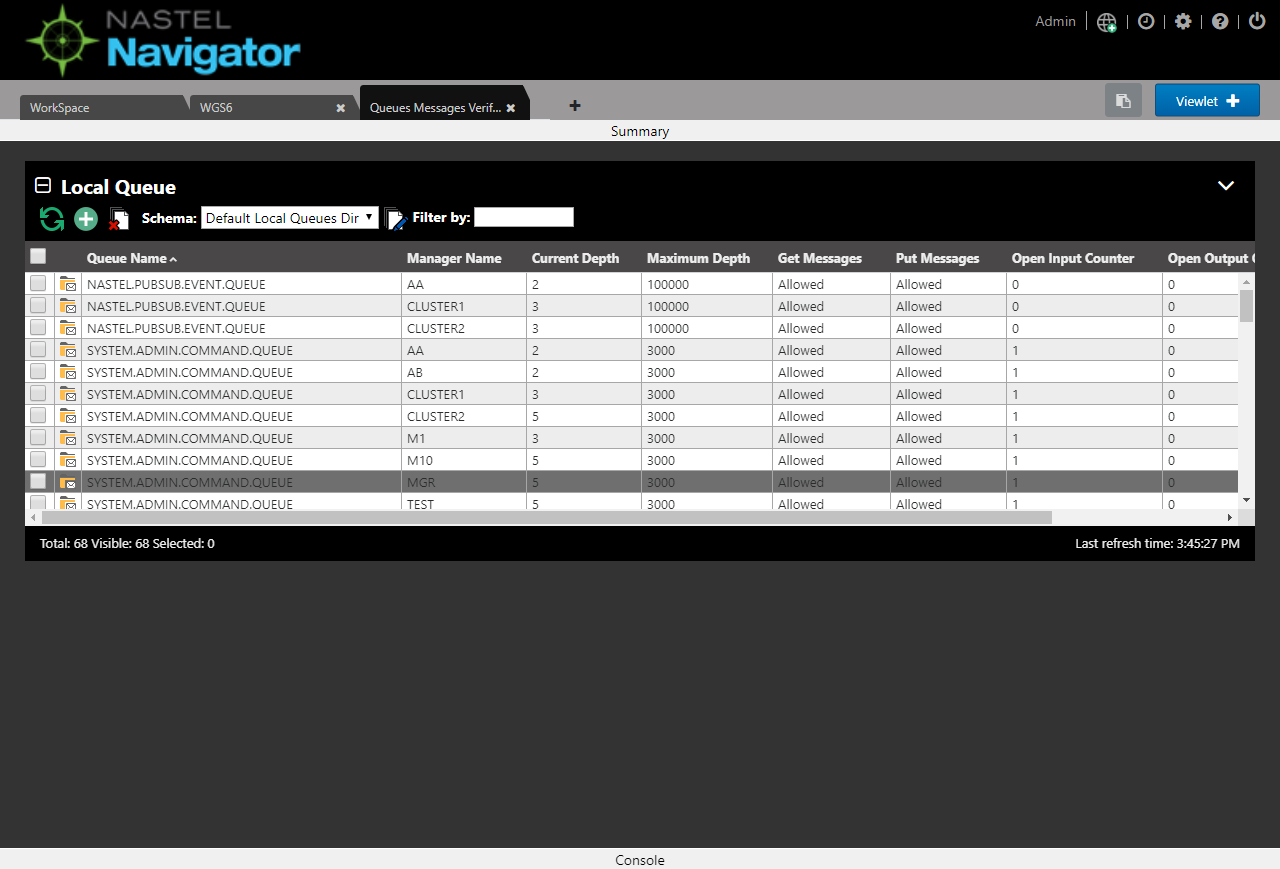 NASTEL
Navigator
Admin
WorkSpace
WGS6
Queues Messages Verif...
Viewlet
Summary
Local Queue
Schema: Default Local Queues Dir Filter by:
Queue Name Manager Name Current Depth Maximum Depth Get Messages Put Messages Open Input Counter Open Output
NASTEL.PUBSUB.EVENT.QUEUE AA 2 100000 Allowed Allowed 0 0
NASTEL.PUBSUB.EVENT.QUEUE CLUSTER1 3 100000 Allowed Allowed 0 0
NASTEL.PUBSUB.EVENT.QUEUE CLUSTER2 3 100000 Allowed Allowed 0 0
SYSTEM.ADMIN.COMMAND.QUEUE AA 2 3000 Allowed Allowed 1 0
SYSTEM.ADMIN.COMMAND.QUEUE AB 2 3000 Allowed Allowed 1 0
SYSTEM.ADMIN.COMMAND.QUEUE CLUSTER1 3 3000 Allowed Allowed 1 0
SYSTEM.ADMIN.COMMAND.QUEUE CLUSTER2 5 3000 Allowed Allowed 1 0
SYSTEM.ADMIN.COMMAND.QUEUE M1 3 3000 Allowed Allowed 1 0
SYSTEM.ADMIN.COMMAND.QUEUE M10 5 3000 Allowed Allowed 1 0
SYSTEM.ADMIN.COMMAND.QUEUE MGR 5 3000 Allowed Allowed 1 0
SYSTEM.ADMIN.COMMAND.QUEUE TEST 5 3000 Allowed Allowed 1 0
Total: 68 Visible: 68 Selected: 0 Last refresh time: 3:45:27 PM
Console